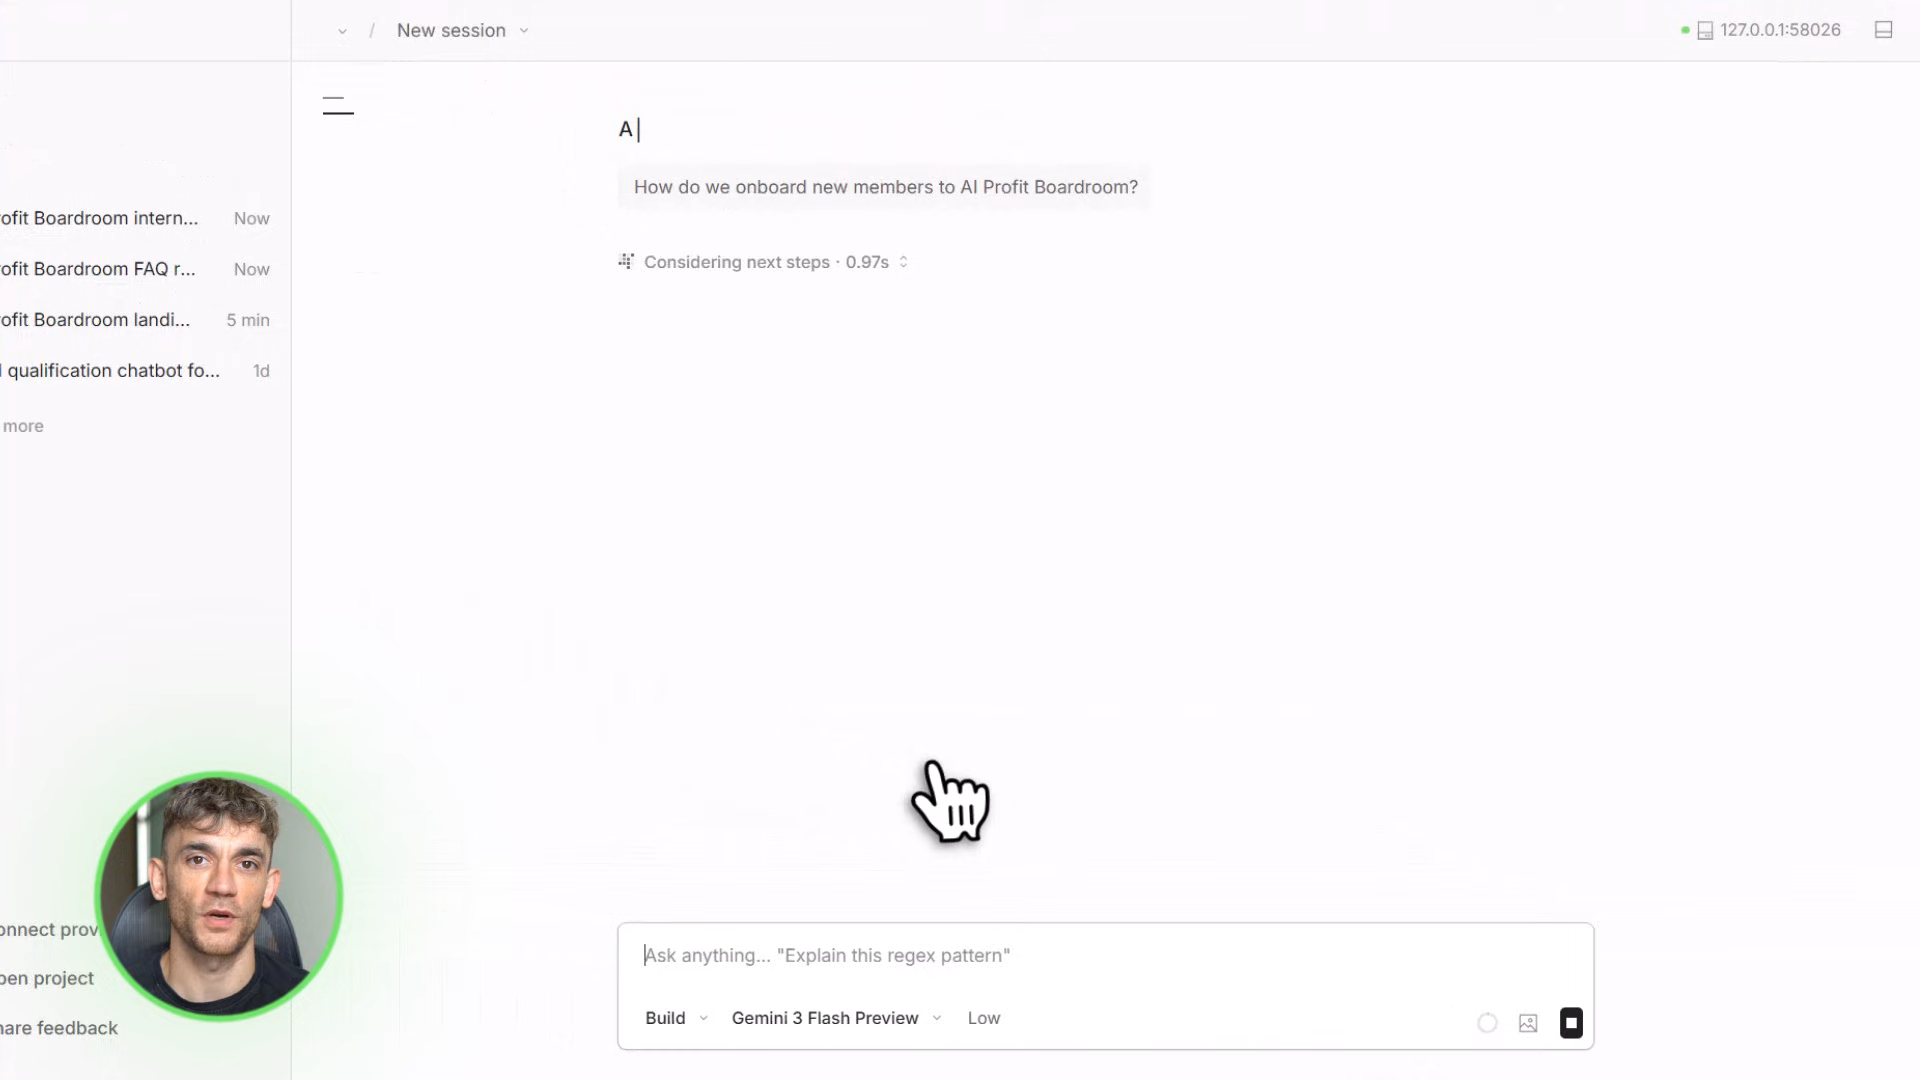 / New session
127.0.0.1:58026
A
How do we onboard new members to AI Profit Boardroom?
ofit Boardroom intern... Now
Considering next steps · 0.97s
ofit Boardroom FAQ r... Now
rofit Boardroom landi... 5 min
qualification chatbot fo... 1d
more
onnect prov
Ask anything... "Explain this regex pattern"
pen project
Build Gemini 3 Flash Preview Low
hare feedback